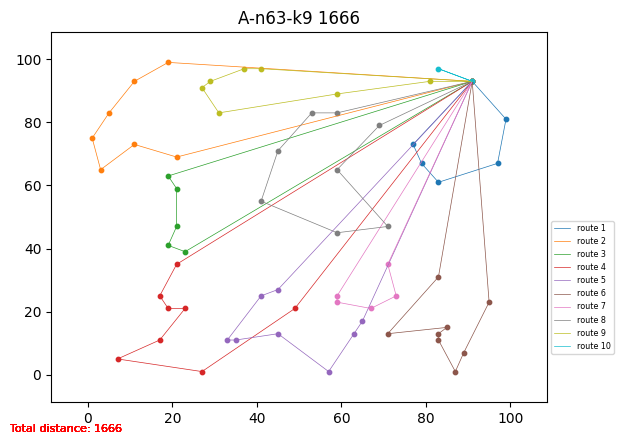 A-n63-k9 1666
100
80
60
40
20
0
0 20 40 60 80 100
route 1
route 2
route 3
route 4
route 5
route 6
route 7
route 8
route 9
route 10
Total distance: 1666